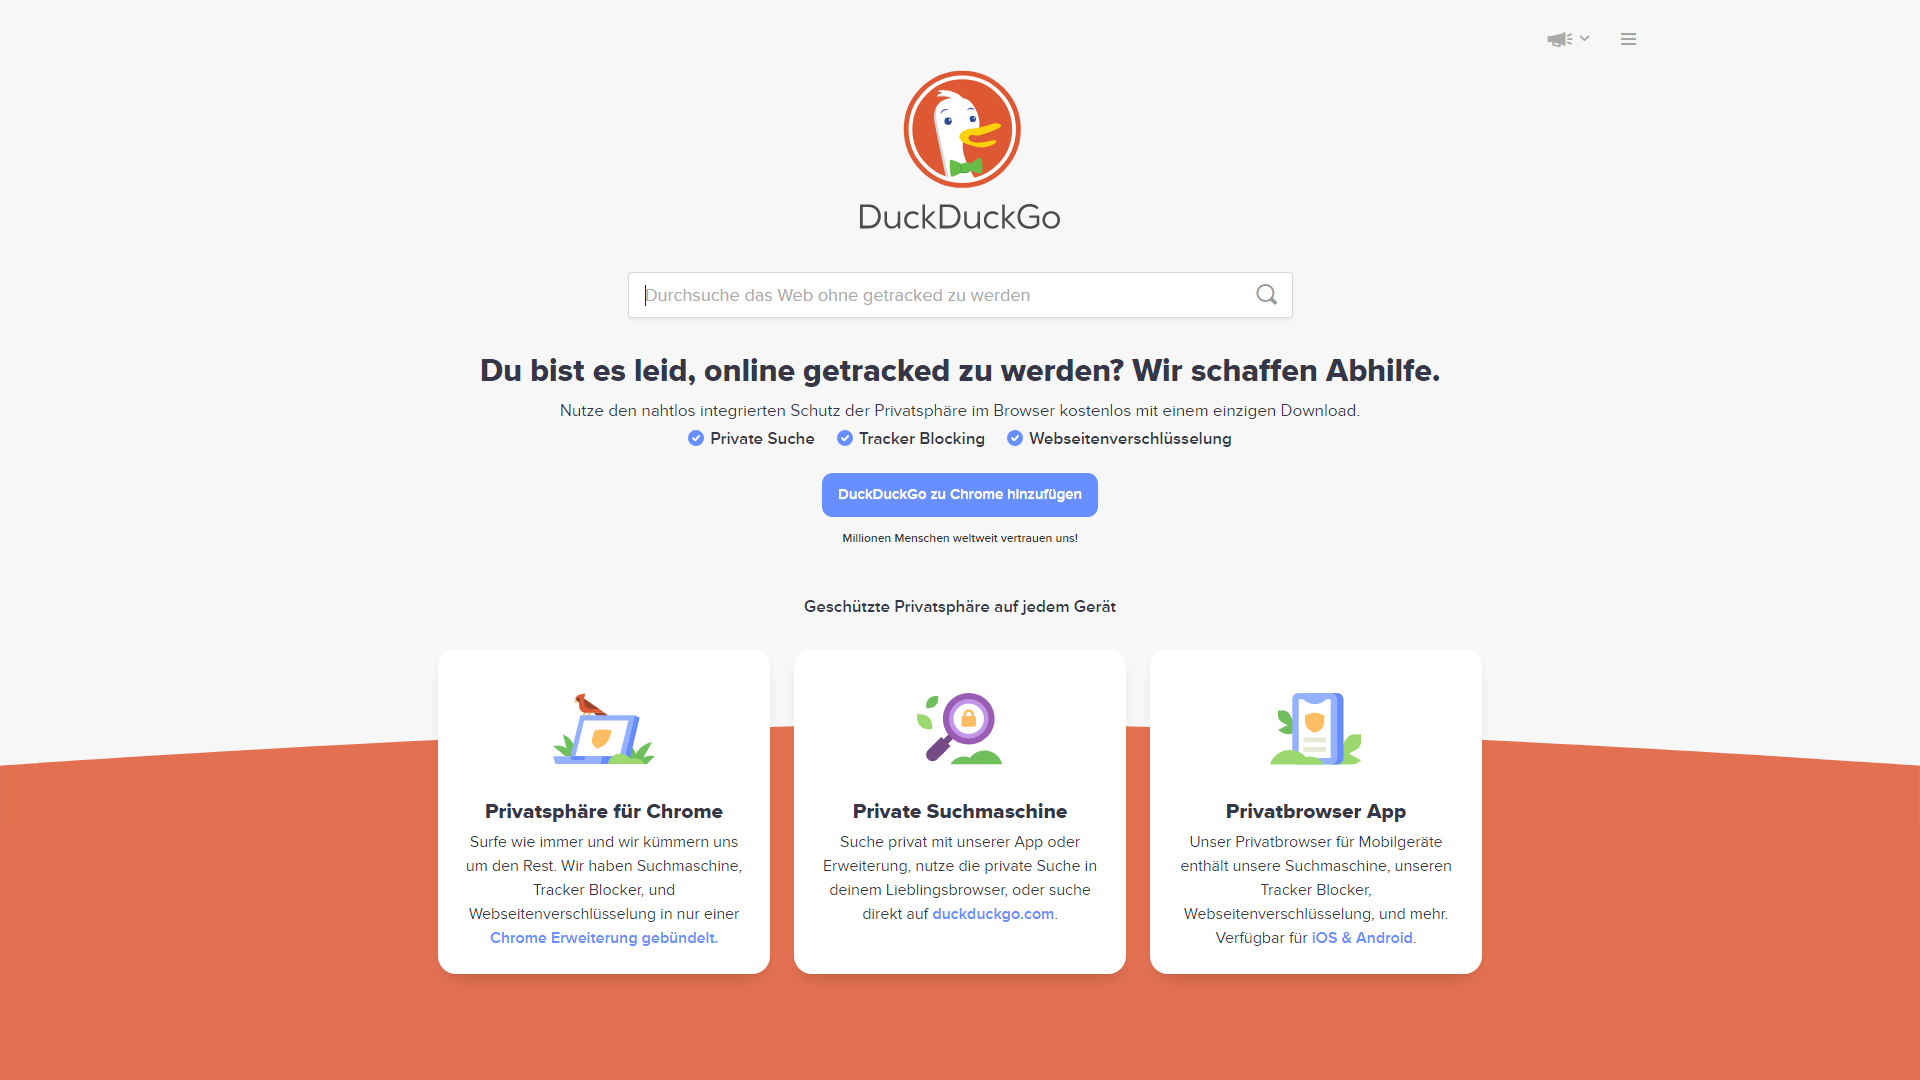 DuckDuckGo
Durchsuche das Web ohne getracked zu werden
Du bist es leid, online getracked zu werden? Wir schaffen Abhilfe.
Nutze den nahtlos integrierten Schutz der Privatsphäre im Browser kostenlos mit einem einzigen Download.
Private Suche Tracker Blocking Webseitenverschlüsselung
DuckDuckGo zu Chrome hinzufügen
Millionen Menschen weltweit vertrauen uns!
Geschützte Privatsphäre auf jedem Gerät
Privatsphäre für Chrome
Surfe wie immer und wir kümmern uns
um den Rest. Wir haben Suchmaschine,
Tracker Blocker, und
Webseitenverschlüsselung in nur einer
Chrome Erweiterung gebündelt.
Private Suchmaschine
Suche privat mit unserer App oder
Erweiterung, nutze die private Suche in
deinem Lieblingsbrowser, oder suche
direkt auf duckduckgo.com.
Privatbrowser App
Unser Privatbrowser für Mobilgeräte
enthält unsere Suchmaschine, unseren
Tracker Blocker,
Webseitenverschlüsselung, und mehr.
Verfügbar für iOS & Android.